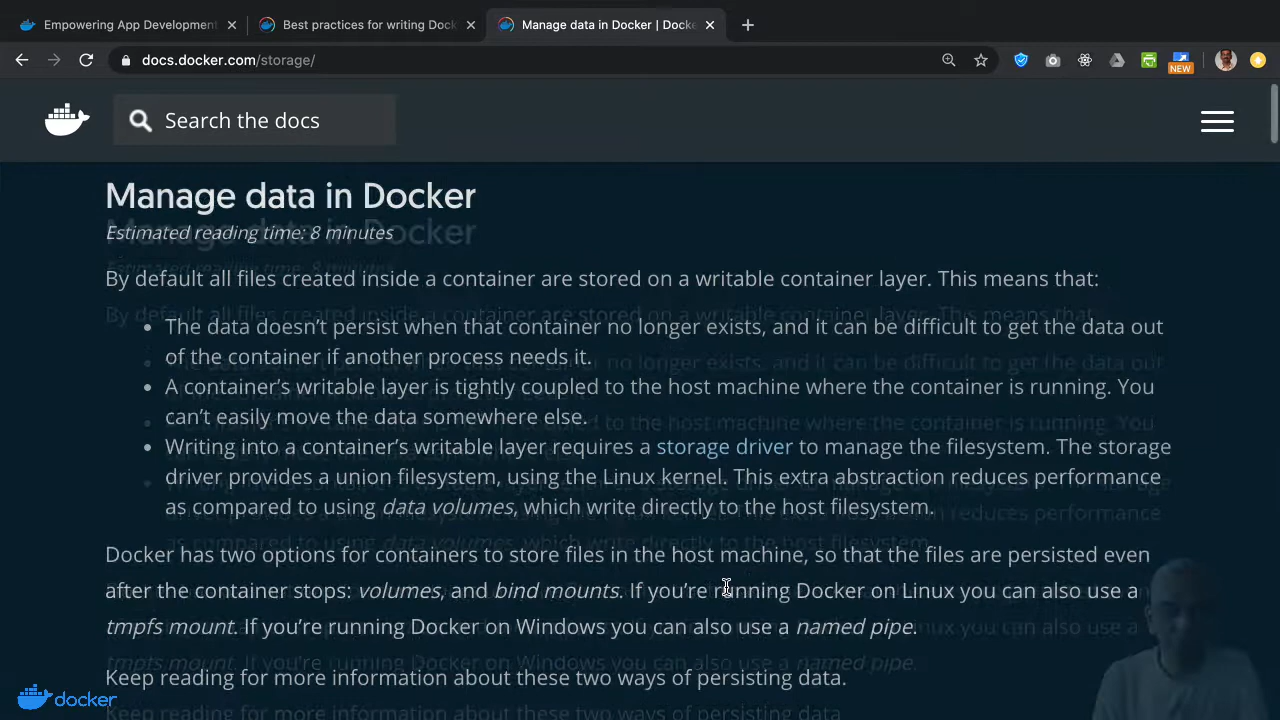 Empowering App Development
Best practices for writing Dock
Manage data in Docker | Docke
docs.docker.com/storage/
NEW
Search the docs
Manage data in Docker
Estimated reading time: 8 minutes
By default all files created inside a container are stored on a writable container layer. This means that:
The data doesn’t persist when that container no longer exists, and it can be difficult to get the data out
of the container if another process needs it.
A container’s writable layer is tightly coupled to the host machine where the container is running. You
can’t easily move the data somewhere else.
Writing into a container’s writable layer requires a storage driver to manage the filesystem. The storage
driver provides a union filesystem, using the Linux kernel. This extra abstraction reduces performance
as compared to using data volumes, which write directly to the host filesystem.
Docker has two options for containers to store files in the host machine, so that the files are persisted even
after the container stops: volumes, and bind mounts. If you’re running Docker on Linux you can also use a
tmpfs mount. If you’re running Docker on Windows you can also use a named pipe.
Keep reading for more information about these two ways of persisting data.
docker